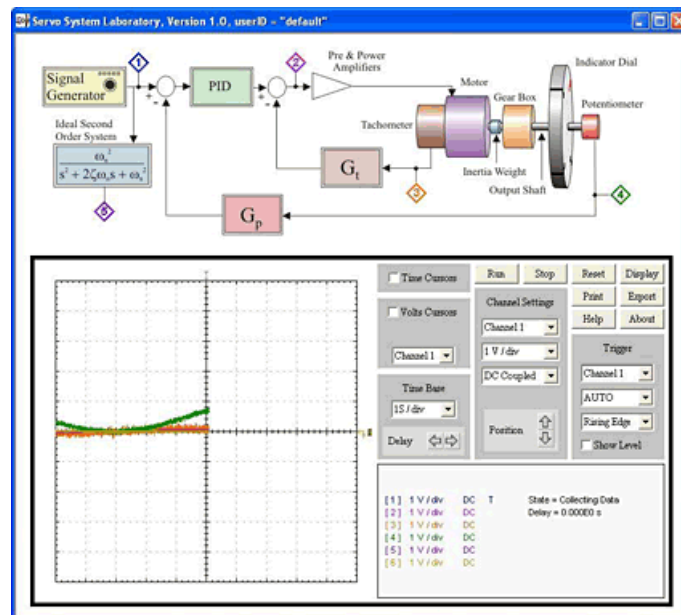 Servo System Laboratory, Version 1.0, userID = "default"
1
2
Pre & Power
Amplifiers
Indicator Dial
Signal
Generator
+
-
PID
+
-
Motor
Gear Box
Potentiometer
Ideal Second
Order System
Tachometer
ωn²
s² + 2ζωns + ωn²
Gt
Inertia Weight
3
Output Shaft
4
5
Gp
Time Cursors
Run
Stop
Reset
Display
Print
Export
Help
About
Volts Cursors
Channel Settings
Channel 1
1 V / div
DC Coupled
Channel 1
Trigger
Channel 1
AUTO
Rising Edge
Show Level
Time Base
1S / div
Delay
Position
[1] 1 V / div DC T State = Collecting Data
[2] 1 V / div DC Delay = 0.000E0 s
[3] 1 V / div DC
[4] 1 V / div DC
[5] 1 V / div DC
[6] 1 V / div DC